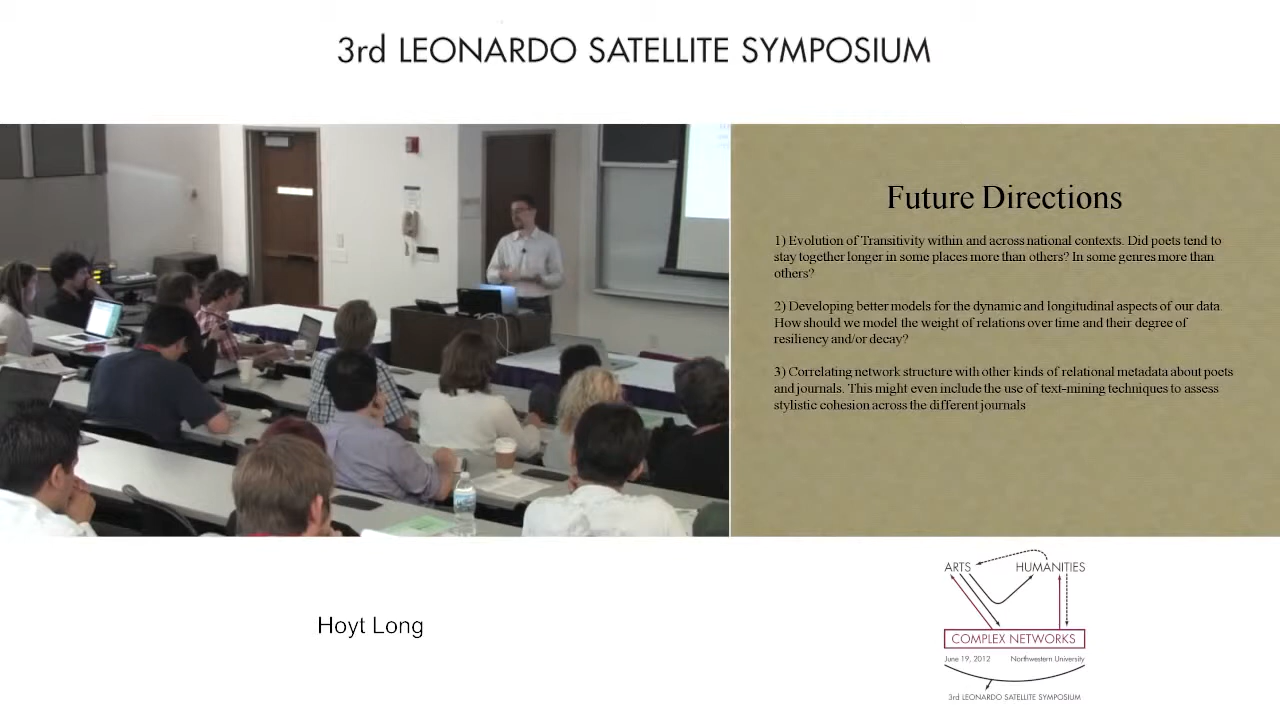 3rd LEONARDO SATELLITE SYMPOSIUM
Future Directions
1) Evolution of Transitivity within and across national contexts. Did poets tend to
stay together longer in some places more than others? In some genres more than
others?
2) Developing better models for the dynamic and longitudinal aspects of our data.
How should we model the weight of relations over time and their degree of
resiliency and/or decay?
3) Correlating network structure with other kinds of relational metadata about poets
and journals. This might even include the use of text-mining techniques to assess
stylistic cohesion across the different journals
Hoyt Long
ARTS HUMANITIES
COMPLEX NETWORKS
June 19, 2012 Northwestern University
3rd LEONARDO SATELLITE SYMPOSIUM